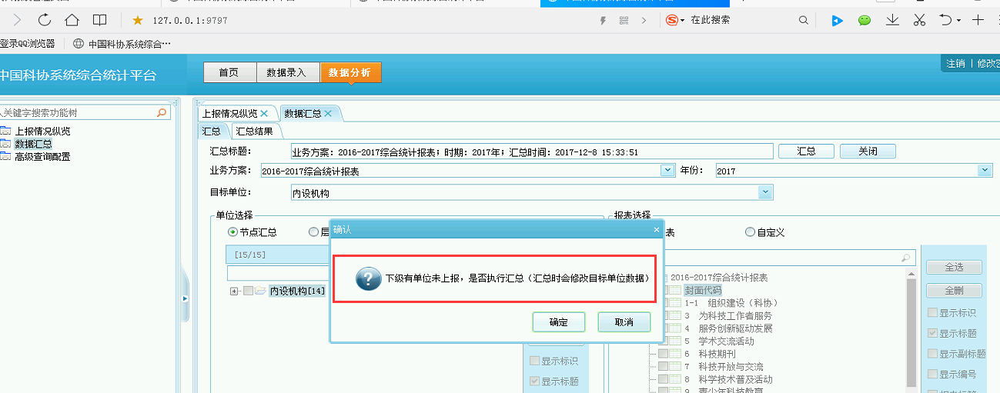 127.0.0.1:9797
在此搜索
登录QQ浏览器
中国科协系统综合···
中国科协系统综合统计平台
首页
数据录入
数据分析
注销 | 修改
关键字搜索功能树
上报情况纵览
数据汇总
高级查询配置
上报情况纵览
数据汇总
汇总
汇总结果
汇总标题:
业务方案: 2016-2017综合统计报表; 时期: 2017年; 汇总时间: 2017-12-8 15:33:51
汇总
关闭
业务方案:
2016-2017综合统计报表
年份:
2017
目标单位:
内设机构
单位选择
节点汇总
[15/15]
内设机构[14]
确认
下级有单位未上报，是否执行汇总（汇总时会修改目标单位数据）
确定
取消
显示标识
显示标题
报表选择
表
自定义
2016-2017综合统计报表
封面代码
1-1 组织建设（科协）
3 为科技工作者服务
4 服务创新驱动发展
5 学术交流活动
6 科技期刊
7 科技开放与交流
8 科学技术普及活动
9 青少年科技教育
全选
全删
显示标识
显示标题
显示副标题
显示编号